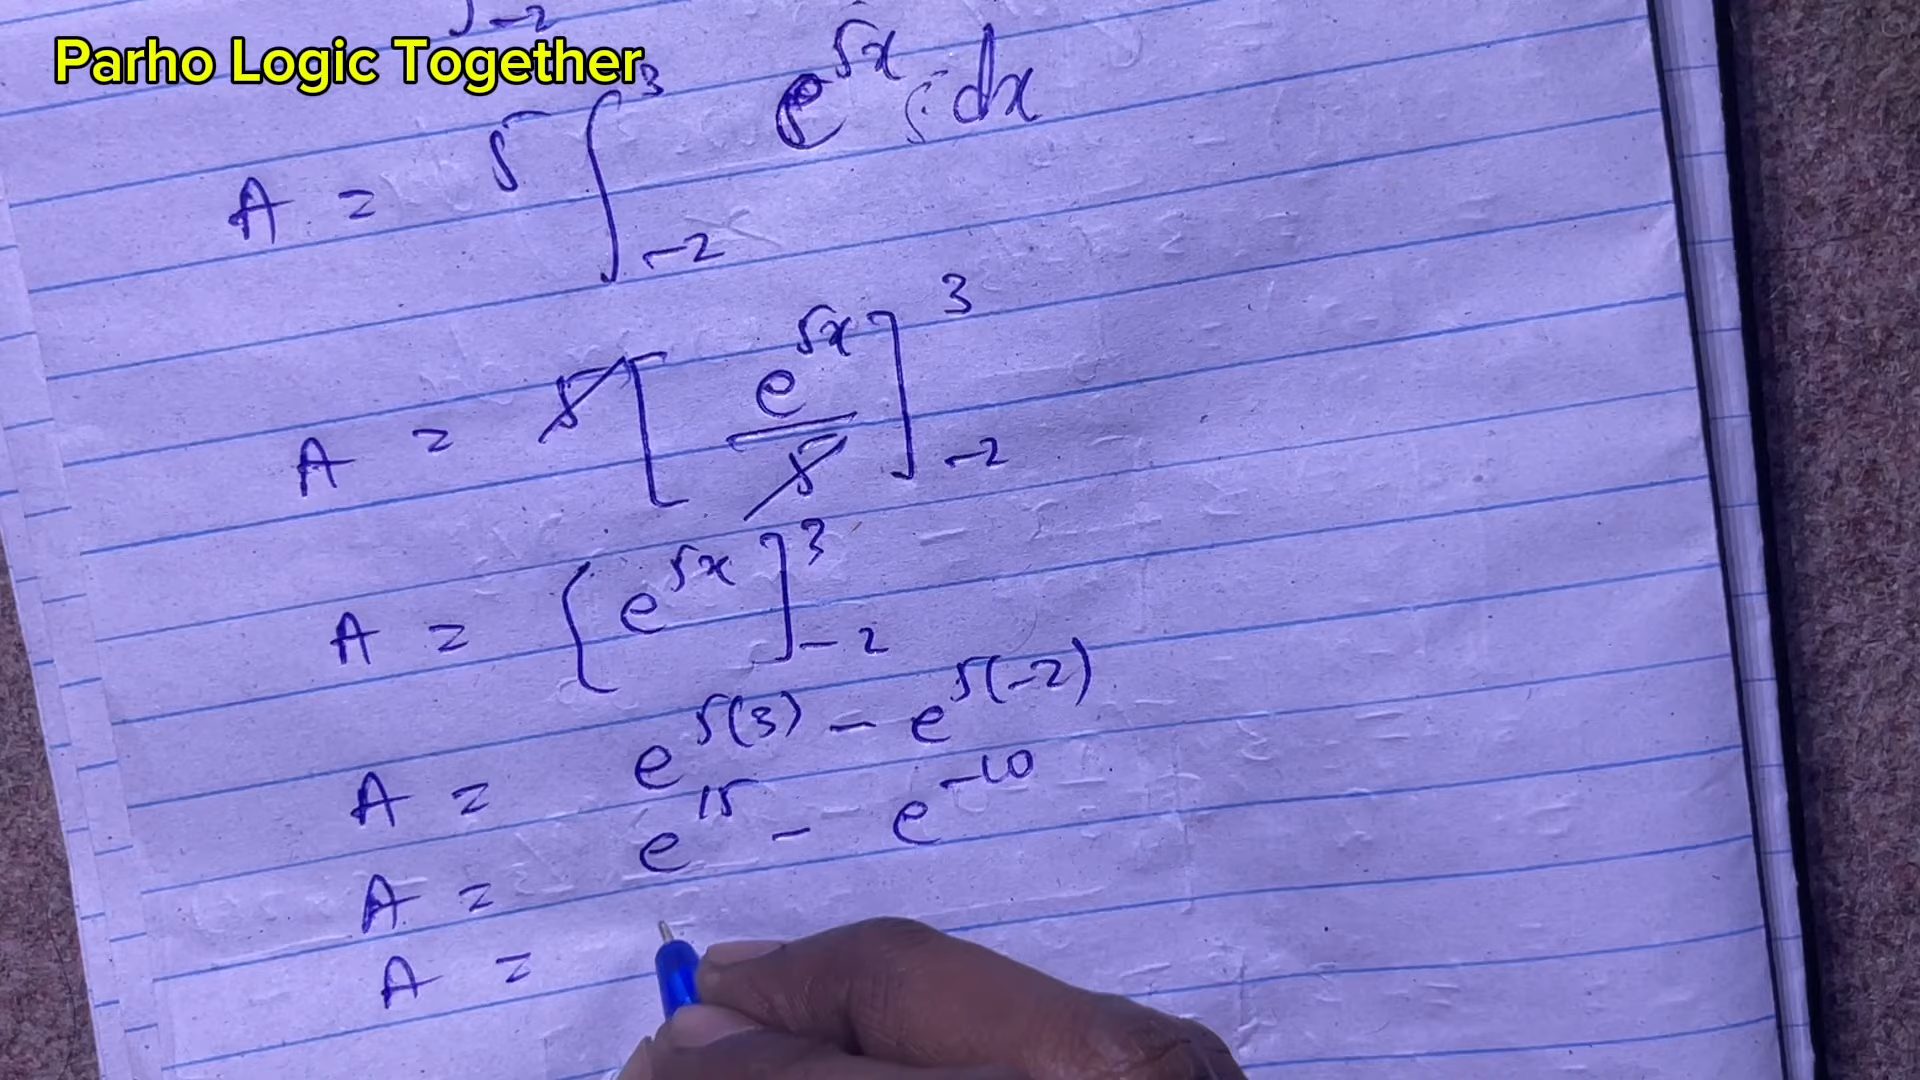 ∫₋₂
Parho Logic Together
A = 5 ∫₋₂³ e^5x dx
A = 5 [ e^5x / 5 ]³₋₂
A = [ e^5x ]³₋₂
A = e^5(3) − e^5(−2)
A = e^15 − e^−10
A =